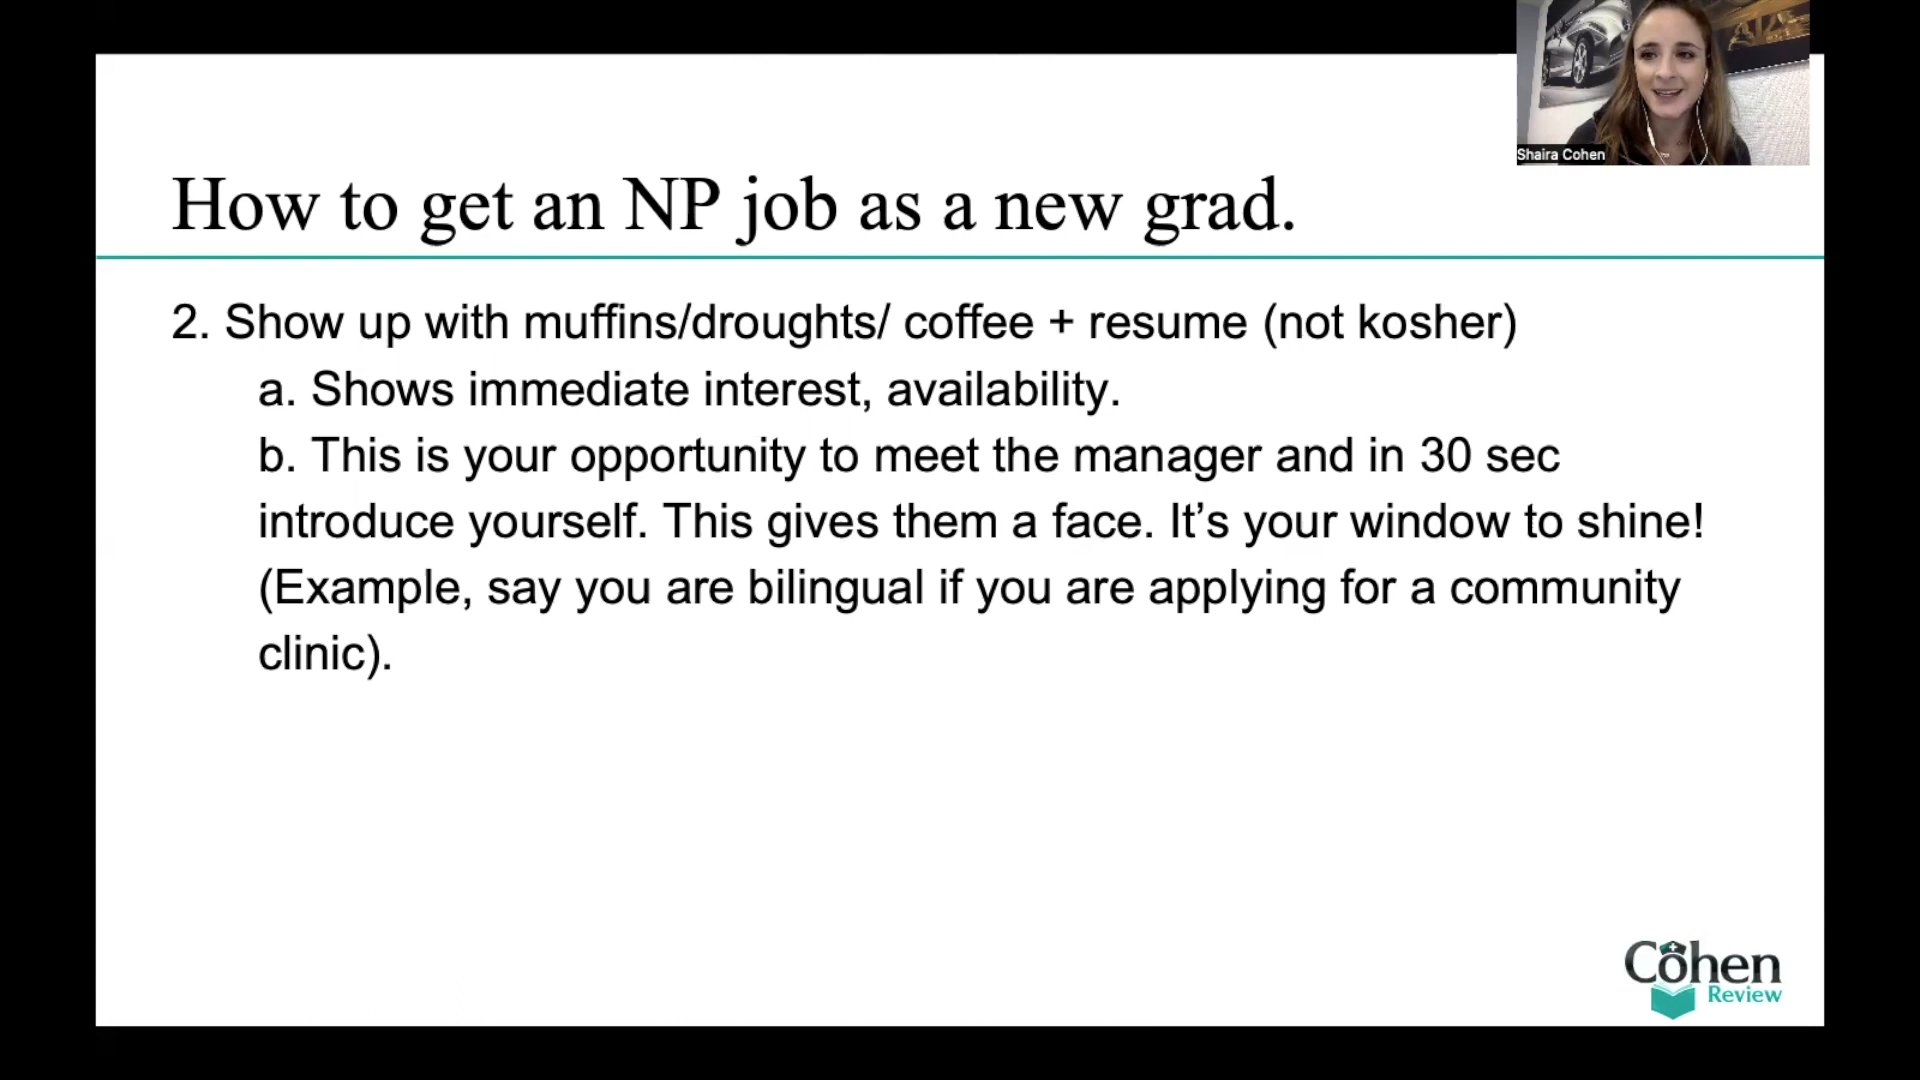 Shaira Cohen
How to get an NP job as a new grad.
2. Show up with muffins/droughts/ coffee + resume (not kosher)
a. Shows immediate interest, availability.
b. This is your opportunity to meet the manager and in 30 sec
introduce yourself. This gives them a face. It’s your window to shine!
(Example, say you are bilingual if you are applying for a community
clinic).
Cohen
Review